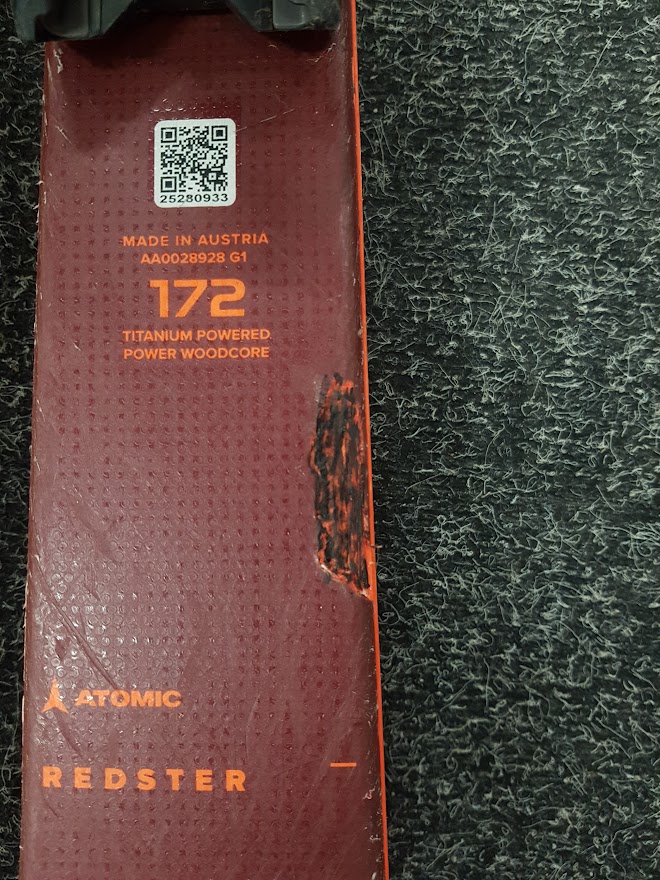 25280933
MADE IN AUSTRIA
AA0028928 G1
172
TITANIUM POWERED
POWER WOODCORE
ATOMIC
REDSTER